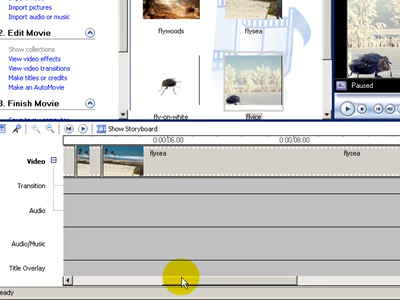 Import pictures
Import audio or music
2. Edit Movie
Show collections
View video effects
View video transitions
Make titles or credits
Make an AutoMovie
3. Finish Movie
flywoods
flysea
fly-on-white
flyice
Paused
Show Storyboard
0:00:06.00
0:00:08.00
Video
flysea
flysea
Transition
Audio
Audio/Music
Title Overlay
eady